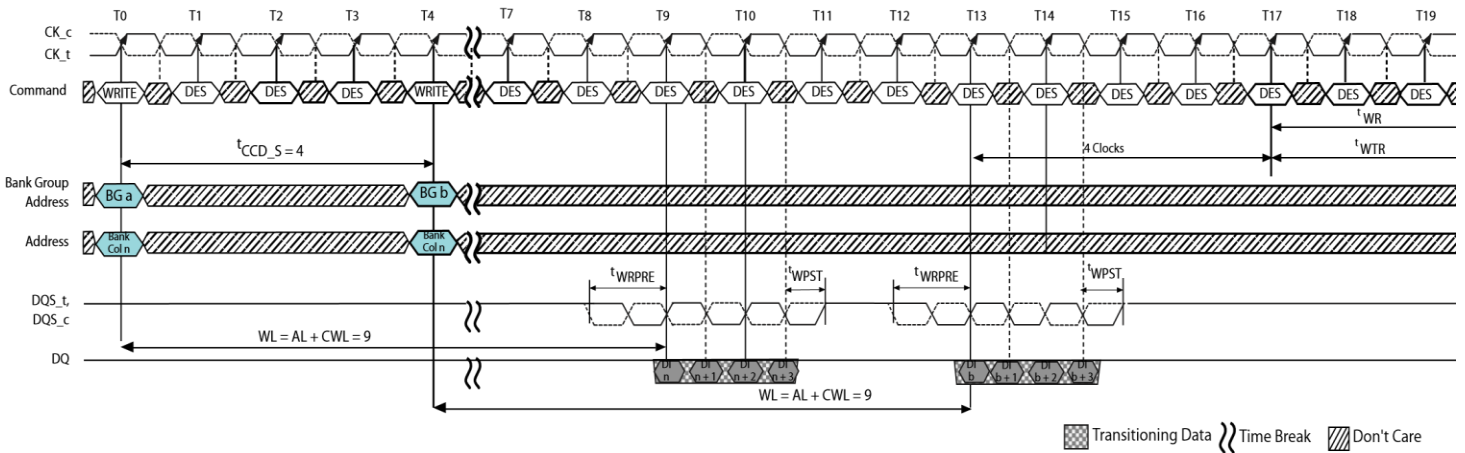 T0 T1 T2 T3 T4 T7 T8 T9 T10 T11 T12 T13 T14 T15 T16 T17 T18 T19
CK_c
CK_t
Command WRITE DES DES DES WRITE DES DES DES DES DES DES DES DES DES DES DES DES DES
tWR
tCCD_S = 4
4 Clocks
tWTR
Bank Group
Address
BG a BG b
Address
Bank
Col n
Bank
Col n
tWRPRE tWPST tWRPRE tWPST
DQS_t,
DQS_c
WL = AL + CWL = 9
DQ
DI
n
DI
n + 1
DI
n + 2
DI
n + 3
DI
b
DI
b + 1
DI
b + 2
DI
b + 3
WL = AL + CWL = 9
Transitioning Data Time Break Don't Care